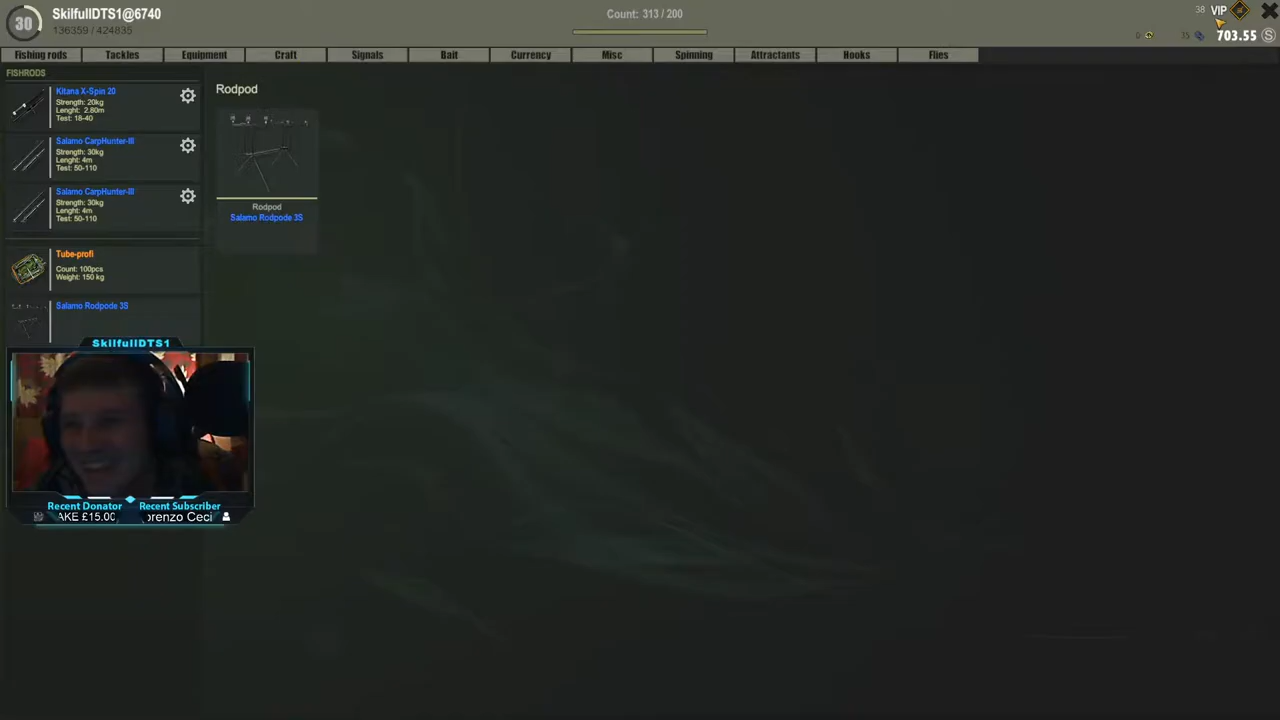 30
SkilfullDTS1@6740
136359 / 424835
Count: 313 / 200
38 VIP
0
35
703.55
Fishing rods Tackles Equipment Craft Signals Bait Currency Misc Spinning Attractants Hooks Flies
FISHRODS
Kitana X-Spin 20
Strength: 20kg
Lenght: 2.80m
Test: 18-40
Salamo CarpHunter-III
Strength: 30kg
Lenght: 4m
Test: 50-110
Salamo CarpHunter-III
Strength: 30kg
Lenght: 4m
Test: 50-110
Tube-profi
Count: 100pcs
Weight: 150 kg
Salamo Rodpode 3S
Rodpod
Rodpod
Salamo Rodpode 3S
SkilfullDTS1
Recent Donator Recent Subscriber
AKE £15.00 orenzo Ceci